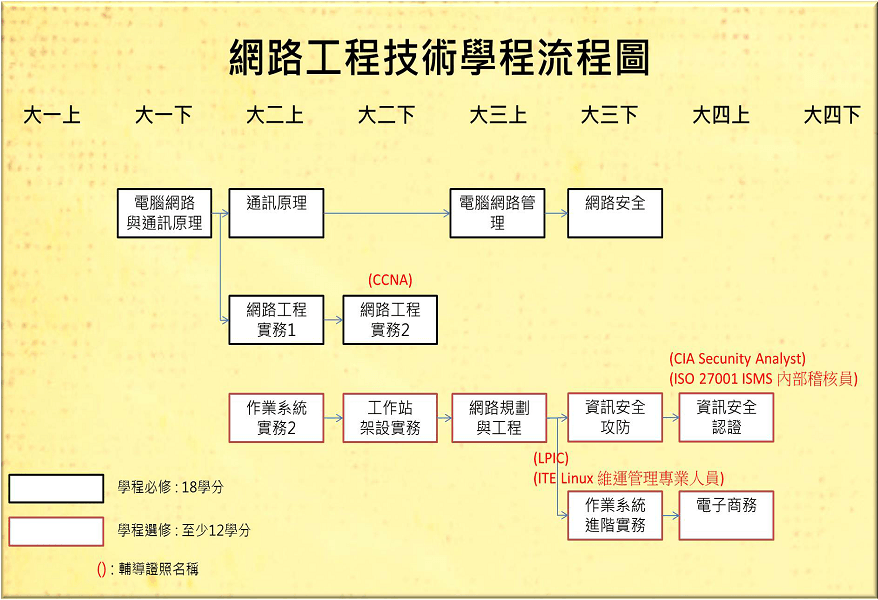 網路工程技術學程流程圖
大一上 大一下 大二上 大二下 大三上 大三下 大四上 大四下
電腦網路
與通訊原理
通訊原理
電腦網路管
理
網路安全
(CCNA)
網路工程
實務1
網路工程
實務2
(CIA Security Analyst)
(ISO 27001 ISMS 內部稽核員)
作業系統
實務2
工作站
架設實務
網路規劃
與工程
資訊安全
攻防
資訊安全
認證
(LPIC)
(ITE Linux 維運管理專業人員)
作業系統
進階實務
電子商務
學程必修 : 18學分
學程選修 : 至少12學分
() : 輔導證照名稱